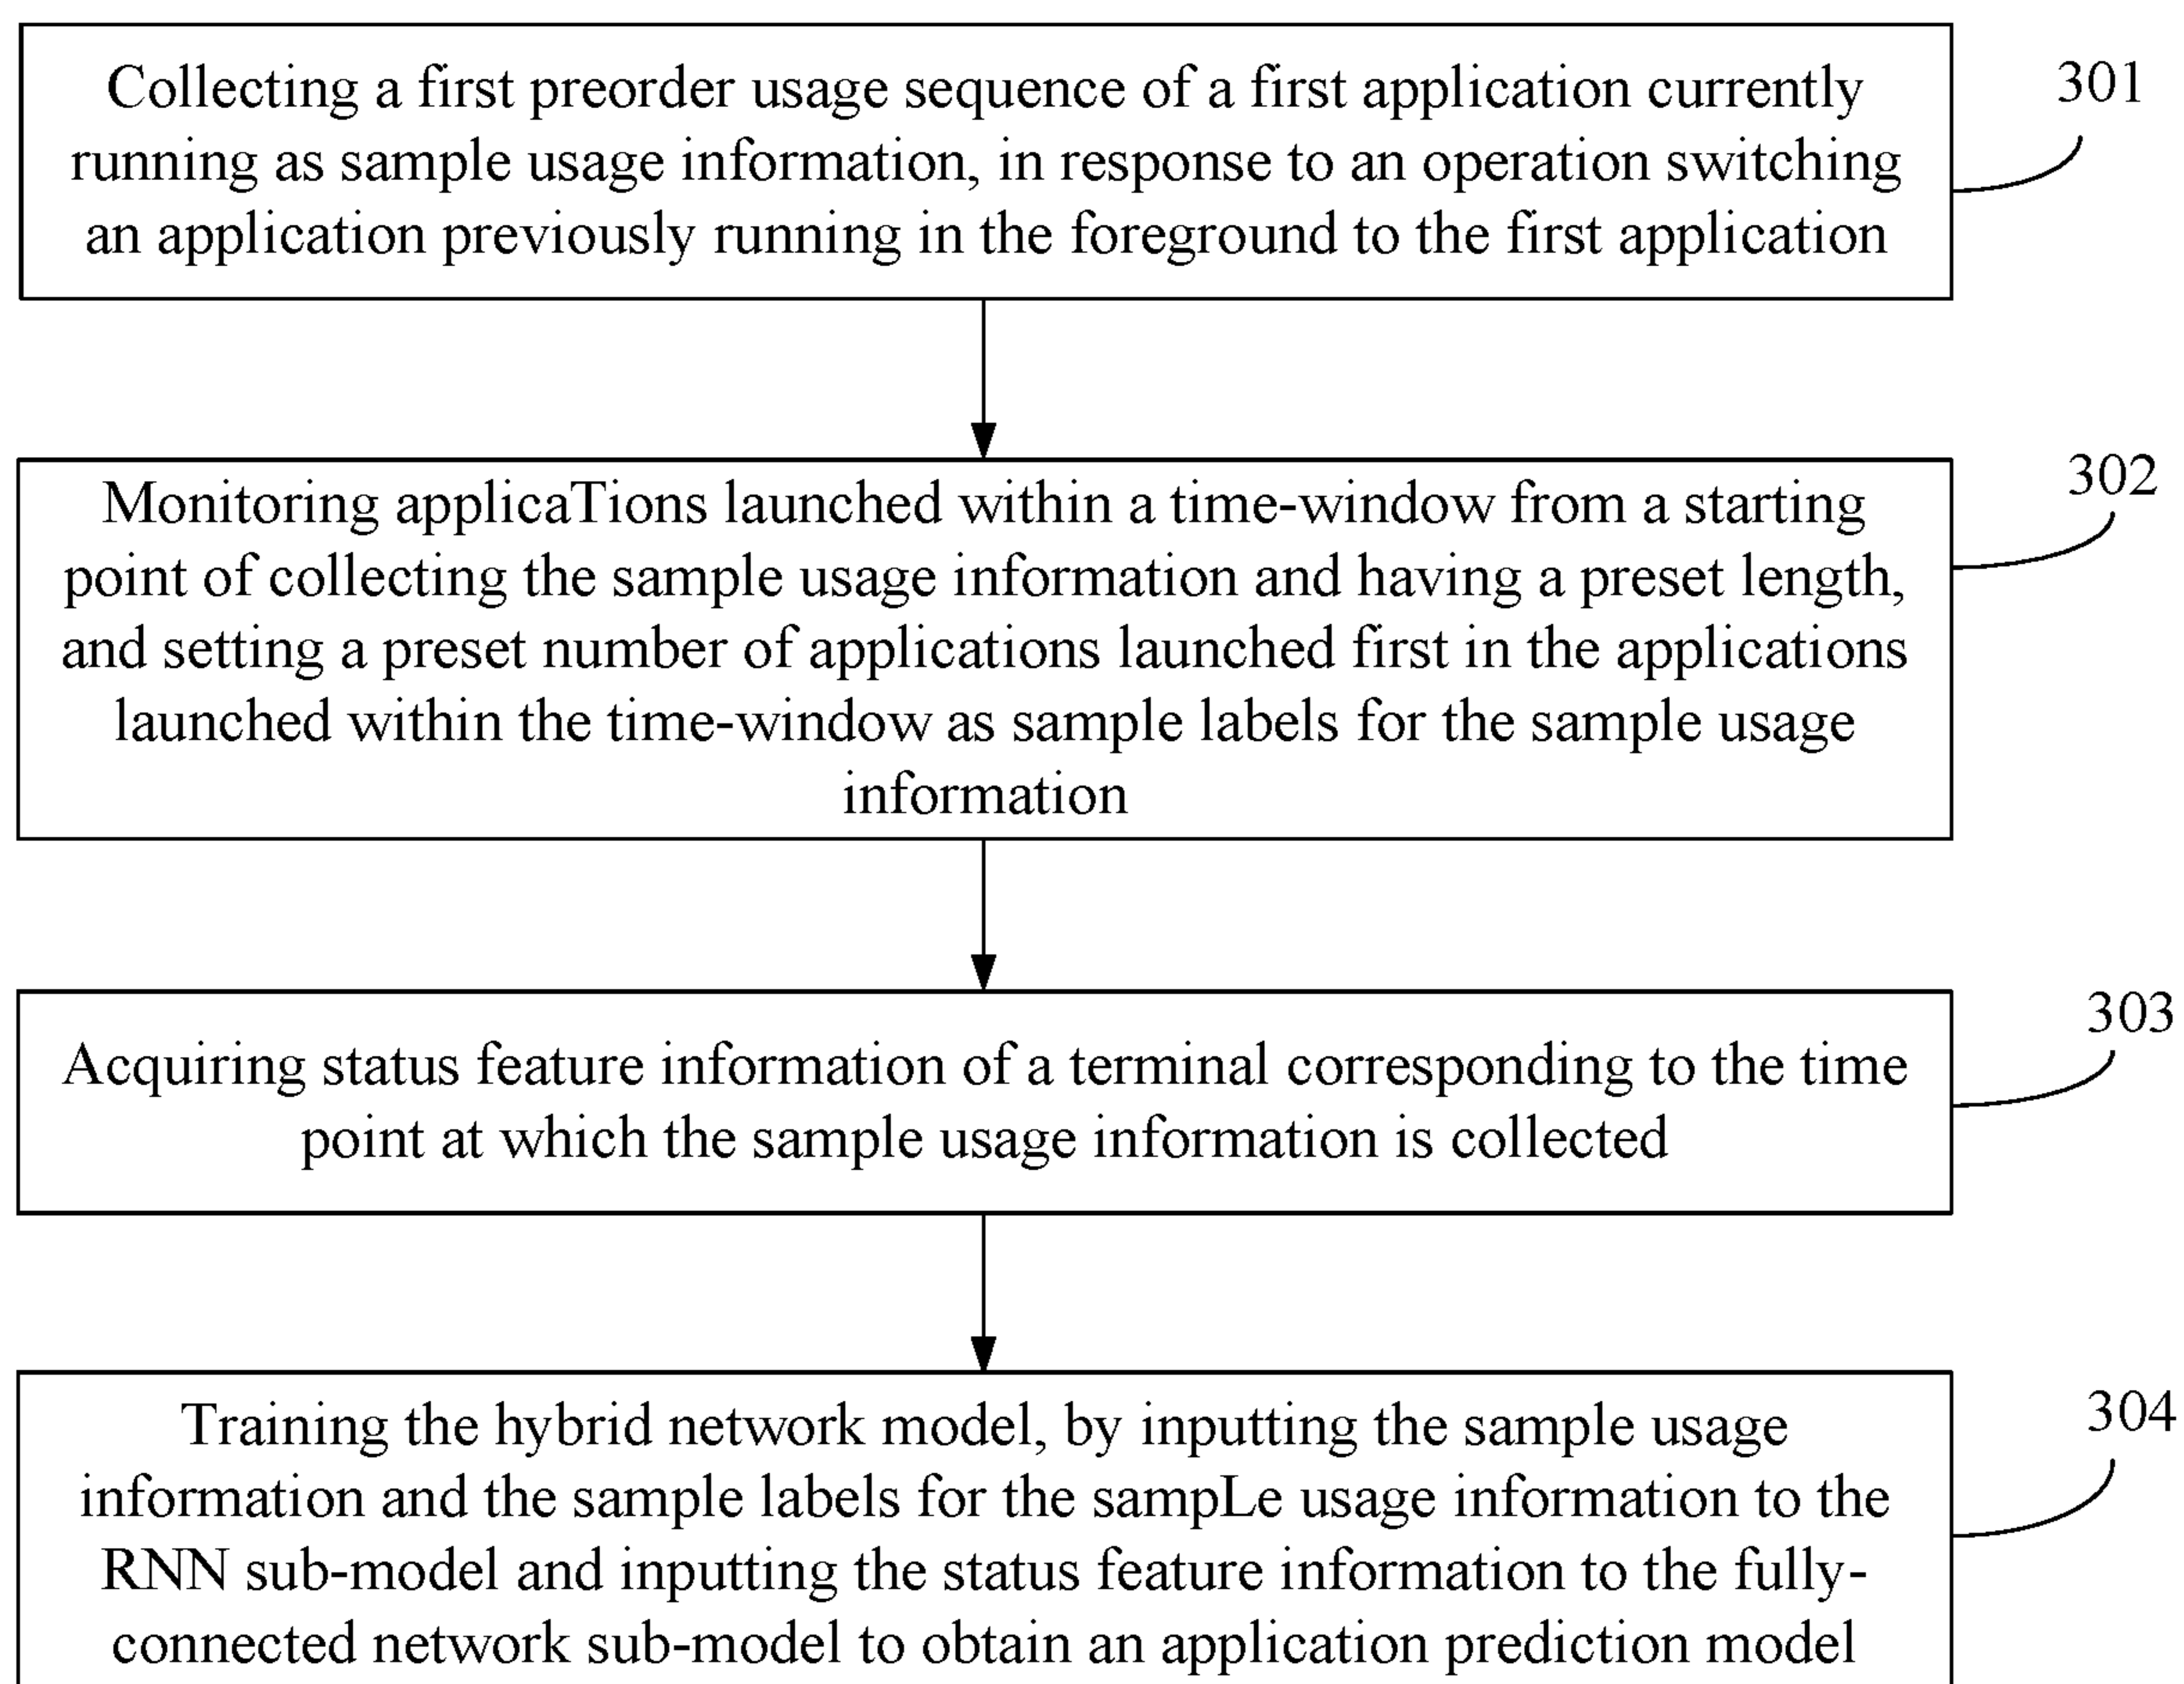 Collecting a first preorder usage sequence of a first application currently
running as sample usage information, in response to an operation switching
an application previously running in the foreground to the first application
301
Monitoring applicaTions launched within a time-window from a starting
point of collecting the sample usage information and having a preset length,
and setting a preset number of applications launched first in the applications
launched within the time-window as sample labels for the sample usage
information
302
Acquiring status feature information of a terminal corresponding to the time
point at which the sample usage information is collected
303
Training the hybrid network model, by inputting the sample usage
information and the sample labels for the sampLe usage information to the
RNN sub-model and inputting the status feature information to the fully-
connected network sub-model to obtain an application prediction model
304